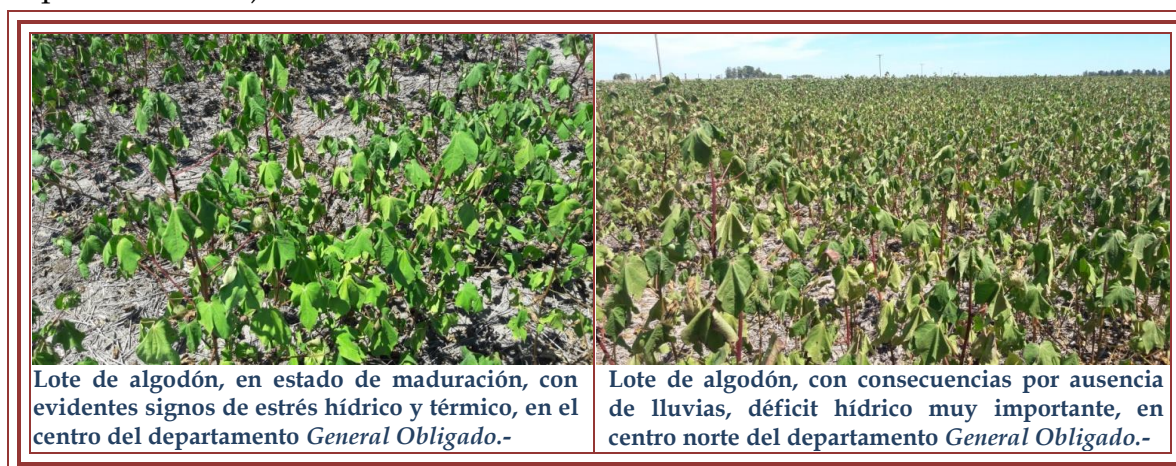 Lote de algodón, en estado de maduración, con
evidentes signos de estrés hídrico y térmico, en el
centro del departamento General Obligado.-
Lote de algodón, con consecuencias por ausencia
de lluvias, déficit hídrico muy importante, en
centro norte del departamento General Obligado.-